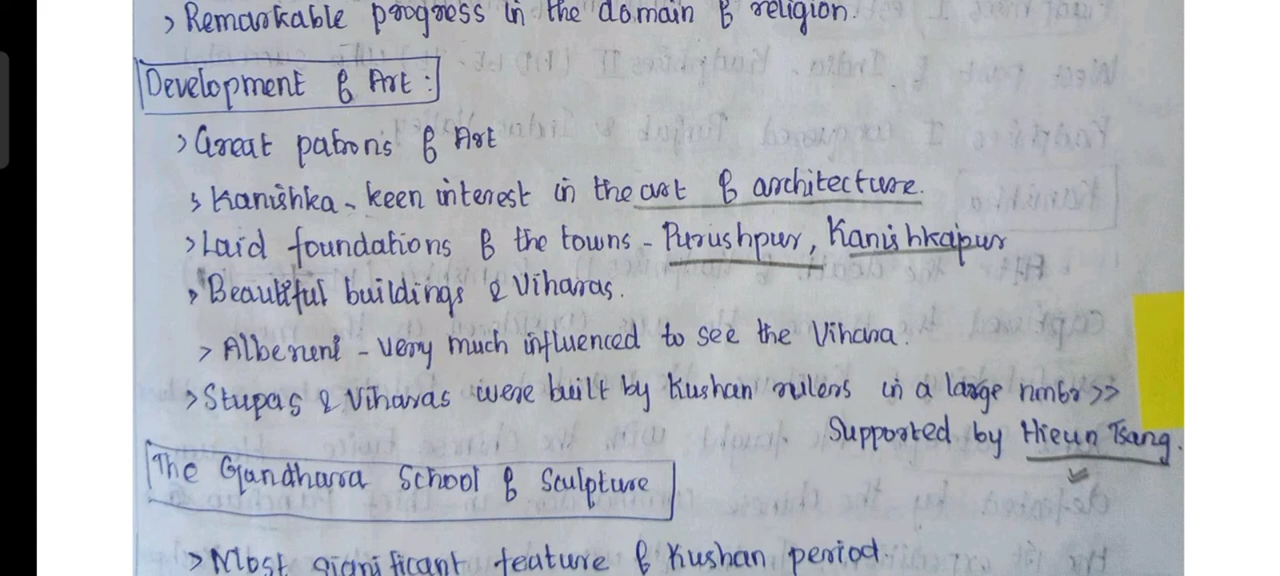 > Remarkable progress in the domain of religion.
Development of Art:
> Great patrons of Art
> Kanishka - keen interest in the art of architecture.
> Laid foundations of the towns - Purushpur, Kanishkapur
> Beautiful buildings & Viharas.
> Alberuni - very much influenced to see the Vihara.
> Stupas & Viharas were built by Kushan rulers in a large nmbr >>
Supported by Hieun Tsang.
The Gandhara School of Sculpture
> Most significant feature of Kushan period.